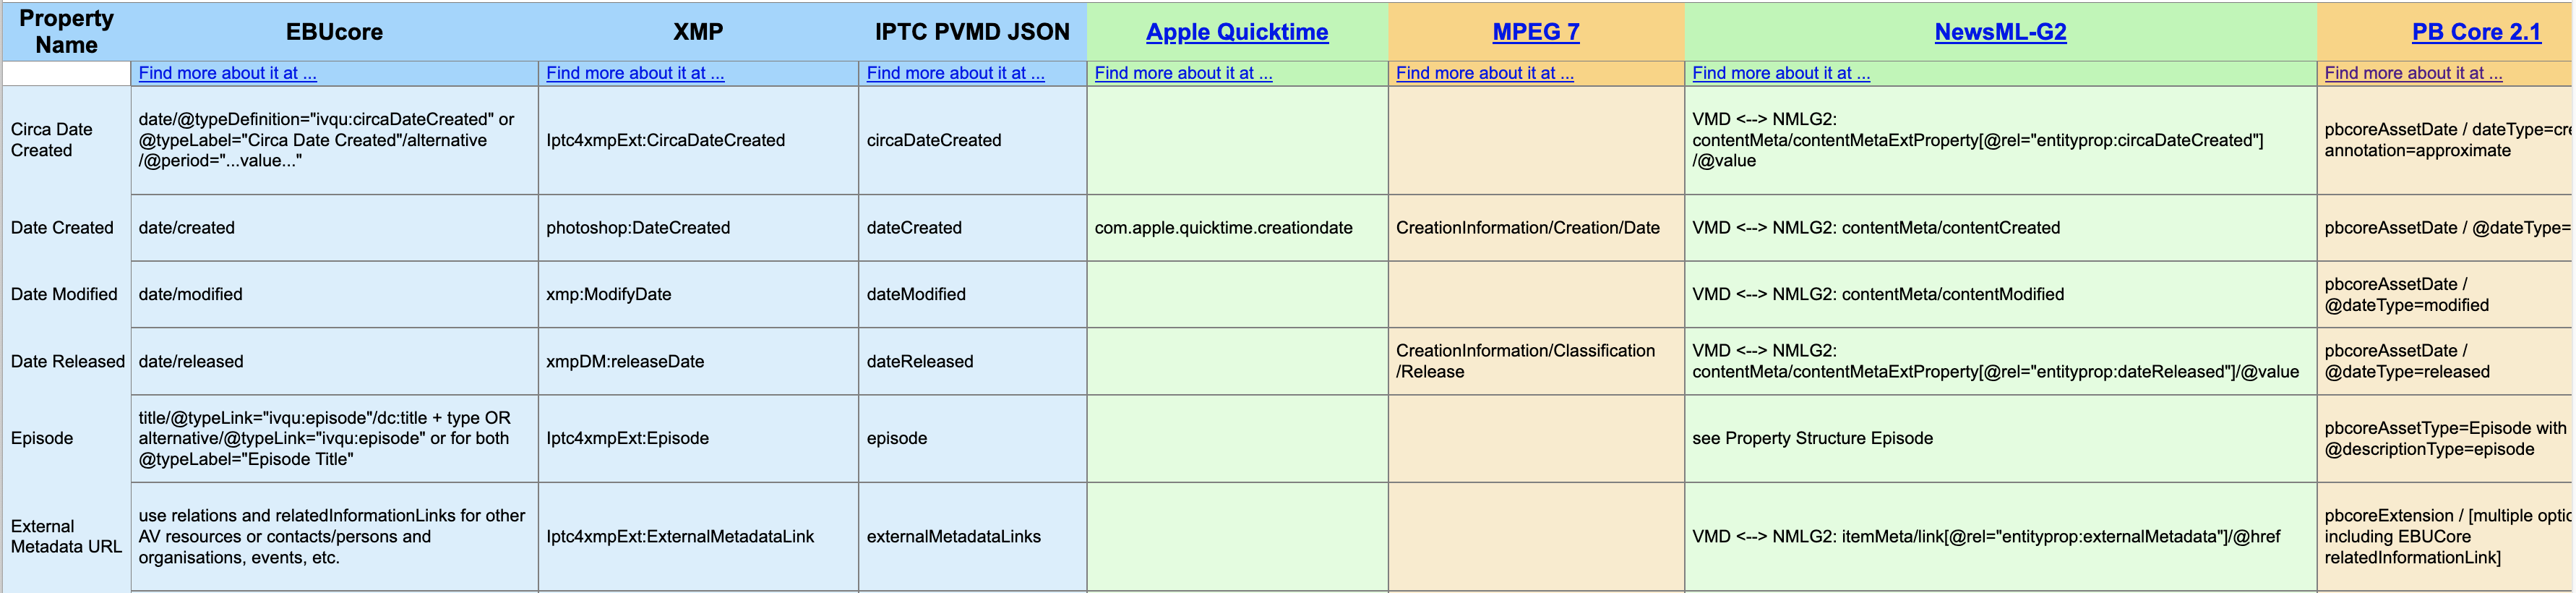 Property Name
EBUcore
XMP
IPTC PVMD JSON
Apple Quicktime
MPEG 7
NewsML-G2
PB Core 2.1
Find more about it at ...
Find more about it at ...
Find more about it at ...
Find more about it at ...
Find more about it at ...
Find more about it at ...
Find more about it at ...
Circa Date
Created
date/@typeDefinition="ivqu:circaDateCreated" or
@typeLabel="Circa Date Created"/alternative
/@period="...value..."
Iptc4xmpExt:CircaDateCreated
circaDateCreated
VMD <--> NMLG2:
contentMeta/contentMetaExtProperty[@rel="entityprop:circaDateCreated"]
/@value
pbcoreAssetDate / dateType=cre
annotation=approximate
Date Created
date/created
photoshop:DateCreated
dateCreated
com.apple.quicktime.creationdate
CreationInformation/Creation/Date
VMD <--> NMLG2: contentMeta/contentCreated
pbcoreAssetDate / @dateType=
Date Modified
date/modified
xmp:ModifyDate
dateModified
VMD <--> NMLG2: contentMeta/contentModified
pbcoreAssetDate /
@dateType=modified
Date Released
date/released
xmpDM:releaseDate
dateReleased
CreationInformation/Classification
/Release
VMD <--> NMLG2:
contentMeta/contentMetaExtProperty[@rel="entityprop:dateReleased"]/@value
pbcoreAssetDate /
@dateType=released
Episode
title/@typeLink="ivqu:episode"/dc:title + type OR
alternative/@typeLink="ivqu:episode" or for both
@typeLabel="Episode Title"
Iptc4xmpExt:Episode
episode
see Property Structure Episode
pbcoreAssetType=Episode with
@descriptionType=episode
External
Metadata URL
use relations and relatedInformationLinks for other
AV resources or contacts/persons and
organisations, events, etc.
Iptc4xmpExt:ExternalMetadataLink
externalMetadataLinks
VMD <--> NMLG2: itemMeta/link[@rel="entityprop:externalMetadata"]/@href
pbcoreExtension / [multiple optic
including EBUCore
relatedInformationLink]